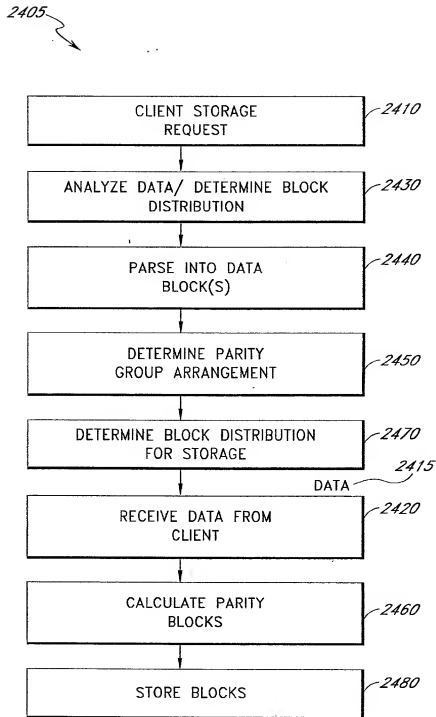 2405
CLIENT STORAGE
REQUEST
2410
ANALYZE DATA/ DETERMINE BLOCK
DISTRIBUTION
2430
PARSE INTO DATA
BLOCK(S)
2440
DETERMINE PARITY
GROUP ARRANGEMENT
2450
DETERMINE BLOCK DISTRIBUTION
FOR STORAGE
2470
DATA
2415
RECEIVE DATA FROM
CLIENT
2420
CALCULATE PARITY
BLOCKS
2460
STORE BLOCKS
2480